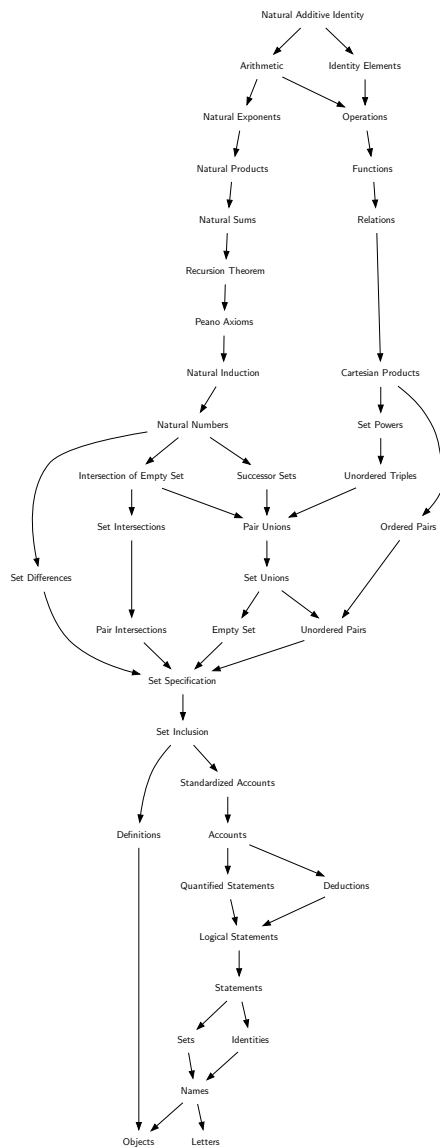 Natural Additive Identity
Arithmetic
Identity Elements
Natural Exponents
Operations
Natural Products
Functions
Natural Sums
Relations
Recursion Theorem
Peano Axioms
Natural Induction
Cartesian Products
Natural Numbers
Set Powers
Intersection of Empty Set
Successor Sets
Unordered Triples
Set Intersections
Pair Unions
Ordered Pairs
Set Differences
Set Unions
Pair Intersections
Empty Set
Unordered Pairs
Set Specification
Set Inclusion
Standardized Accounts
Definitions
Accounts
Quantified Statements
Deductions
Logical Statements
Statements
Sets
Identities
Names
Objects
Letters